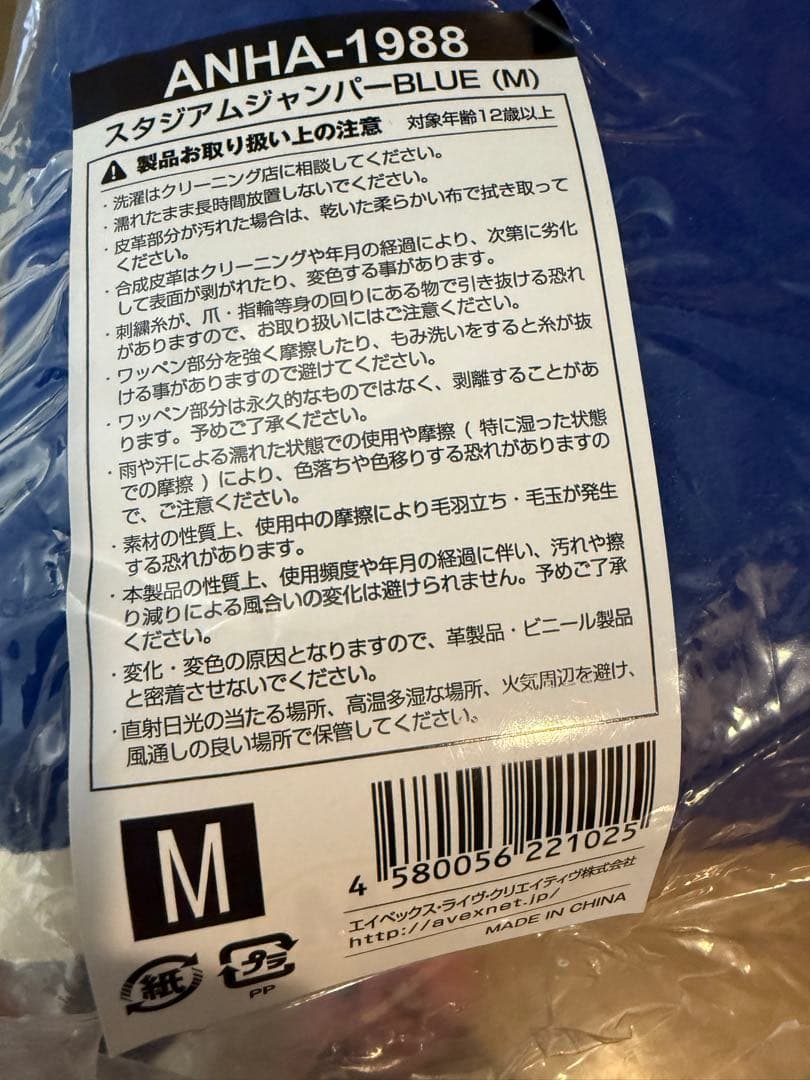 ANHA-1988
スタジアムジャンパーBLUE (M)
製品お取り扱い上の注意 対象年齢12歳以上
・洗濯はクリーニング店に相談してください。
・濡れたまま長時間放置しないでください。
・皮革部分が汚れた場合は、乾いた柔らかい布で拭き取って
ください。
・合成皮革はクリーニングや年月の経過により、次第に劣化
して表面が剥がれたり、変色する事があります。
・刺繍糸が、爪・指輪等身の回りにある物で引き抜ける恐れ
がありますので、お取り扱いにはご注意ください。
・ワッペン部分を強く摩擦したり、もみ洗いをすると糸が抜
ける事がありますので避けてください。
・ワッペン部分は永久的なものではなく、剥離することがあ
ります。予めご了承ください。
・雨や汗による濡れた状態での使用や摩擦 ( 特に湿った状態
での摩擦 ) により、色落ちや色移りする恐れがありますの
で、ご注意ください。
・素材の性質上、使用中の摩擦により毛羽立ち・毛玉が発生
する恐れがあります。
・本製品の性質上、使用頻度や年月の経過に伴い、汚れや擦
り減りによる風合いの変化は避けられません。予めご了承
ください。
・変化・変色の原因となりますので、革製品・ビニール製品
と密着させないでください。
・直射日光の当たる場所、高温多湿な場所、火気周辺を避け、
風通しの良い場所で保管してください。
M
4 580056 221025
エイベックス・ライヴ・クリエイティヴ株式会社
http://avexnet.jp/
MADE IN CHINA
紙 プラ
PP